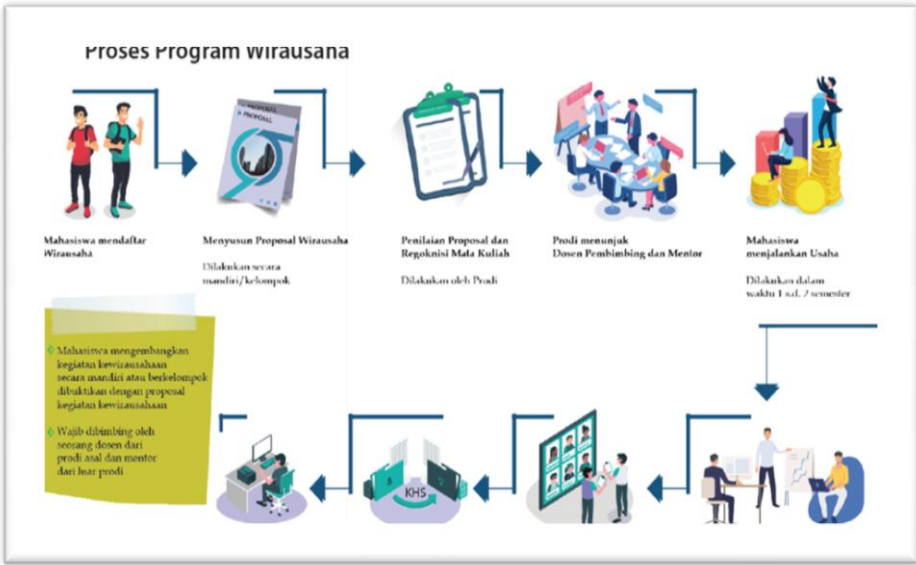 Proses Program Wirausaha
PROPOSAL
PROPOSAL
Mahasiswa mendaftar
Wirausaha
Menyusun Proposal Wirausaha
Dilakukan secara
mandiri/kelompok
Penilaian Proposal dan
Regoknisi Mata Kuliah
Dilakukan oleh Prodi
Prodi menunjuk
Dosen Pembimbing dan Mentor
Mahasiswa
menjalankan Usaha
Dilakukan dalam
waktu 1 s.d. 2 semester
Mahasiswa mengembangkan
kegiatan kewirausahaan
secara mandiri atau berkelompok
dibuktikan dengan proposal
kegiatan kewirausahaan
Wajib dibimbing oleh
seorang dosen dari
prodi asal dan mentor
dari luar prodi
KHS